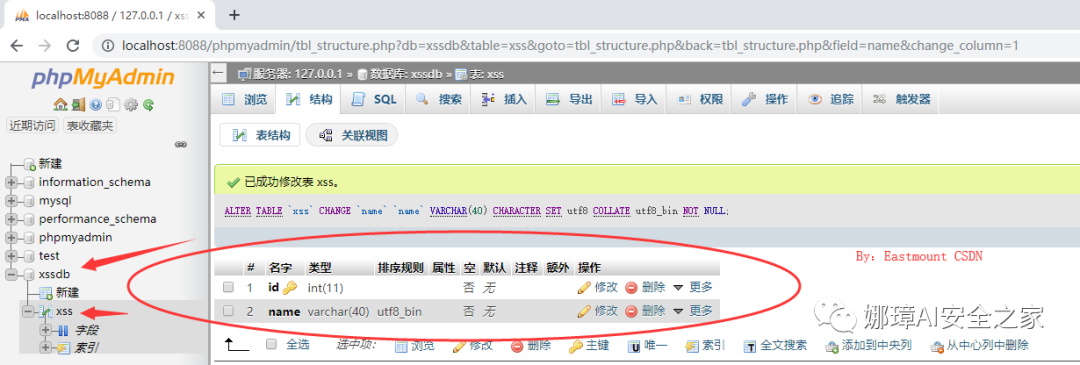 localhost:8088 / 127.0.0.1 / xss
localhost:8088/phpmyadmin/tbl_structure.php?db=xssdb&table=xss&goto=tbl_structure.php&back=tbl_structure.php&field=name&change_column=1
phpMyAdmin
近期访问 表收藏夹
新建
information_schema
mysql
performance_schema
phpmyadmin
test
xssdb
新建
xss
字段
索引
服务器: 127.0.0.1 » 数据库: xssdb » 表: xss
浏览 结构 SQL 搜索 插入 导出 导入 权限 操作 追踪 触发器
表结构 关联视图
已成功修改表 xss。
ALTER TABLE `xss` CHANGE `name` `name` VARCHAR(40) CHARACTER SET utf8 COLLATE utf8_bin NOT NULL;
By：Eastmount CSDN
# 名字 类型 排序规则 属性 空 默认 注释 额外 操作
1 id int(11) 否 无 修改 删除 更多
2 name varchar(40) utf8_bin 否 无 修改 删除 更多
娜璋AI安全之家
全选 选中项: 浏览 修改 删除 主键 唯一 索引 全文搜索 添加到中央列 从中心列中删除